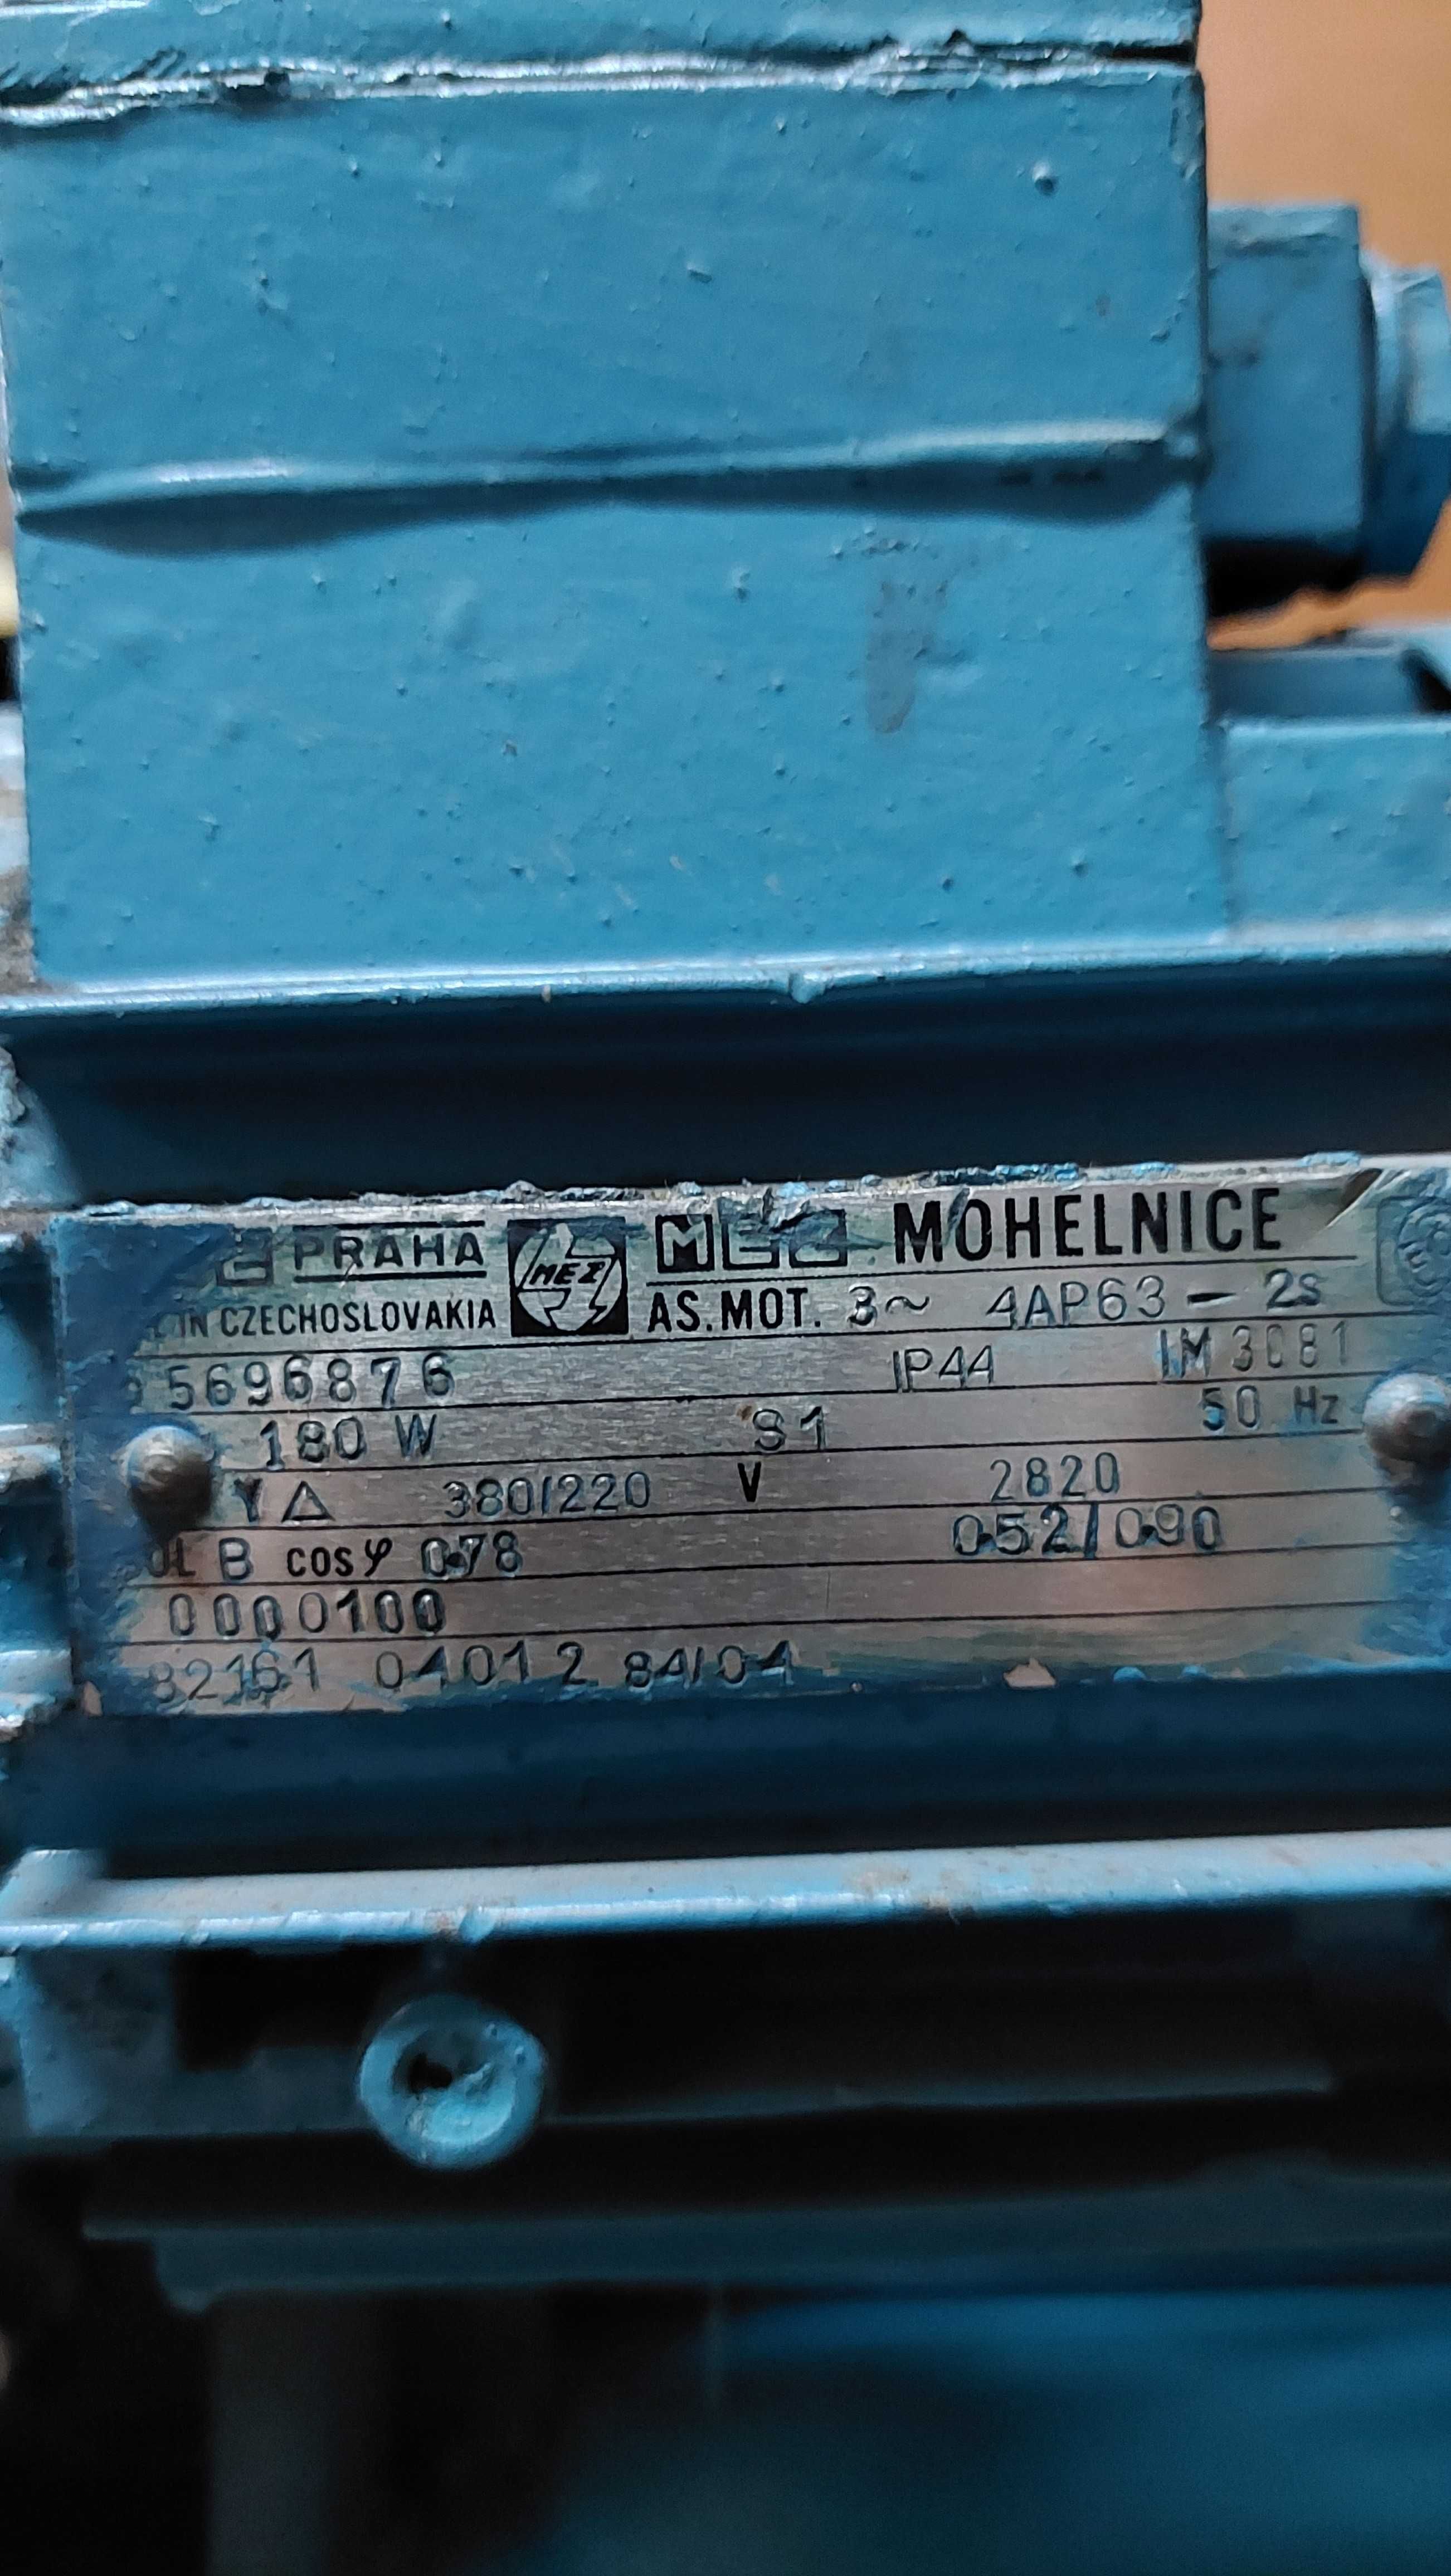 PRAHA MEZ MEZ MOHELNICE
IN CZECHOSLOVAKIA AS. MOT. 3~ 4AP63 – 2s
5696876 IP44 IM 3081
180 W S1 50 Hz
Y △ 380/220 V 2820
B cos φ 0.78 0.52/0.90
0000100
82161 04012 84/04